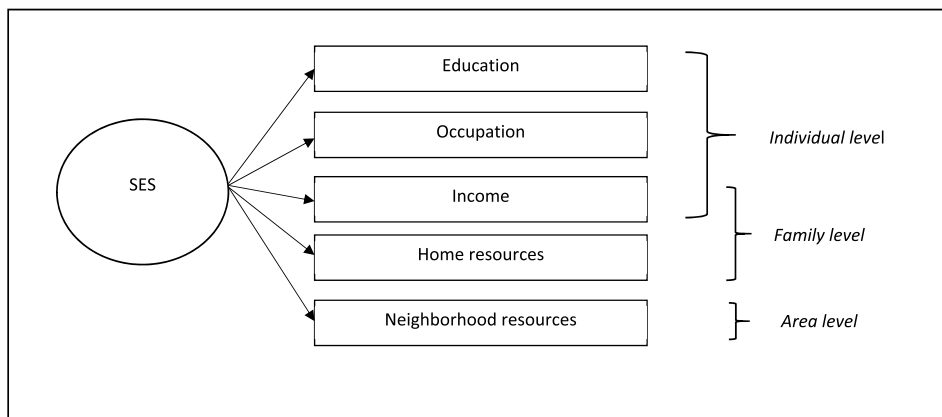 Education
Occupation
Individual level
SES
Income
Family level
Home resources
Neighborhood resources
Area level